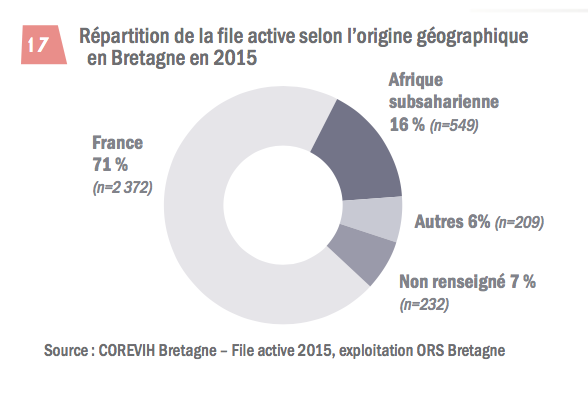 17
Répartition de la file active selon l'origine géographique
en Bretagne en 2015
Afrique
subsaharienne
16 % (n=549)
France
71 %
(n=2 372)
Autres 6% (n=209)
Non renseigné 7 %
(n=232)
Source : COREVIH Bretagne – File active 2015, exploitation ORS Bretagne